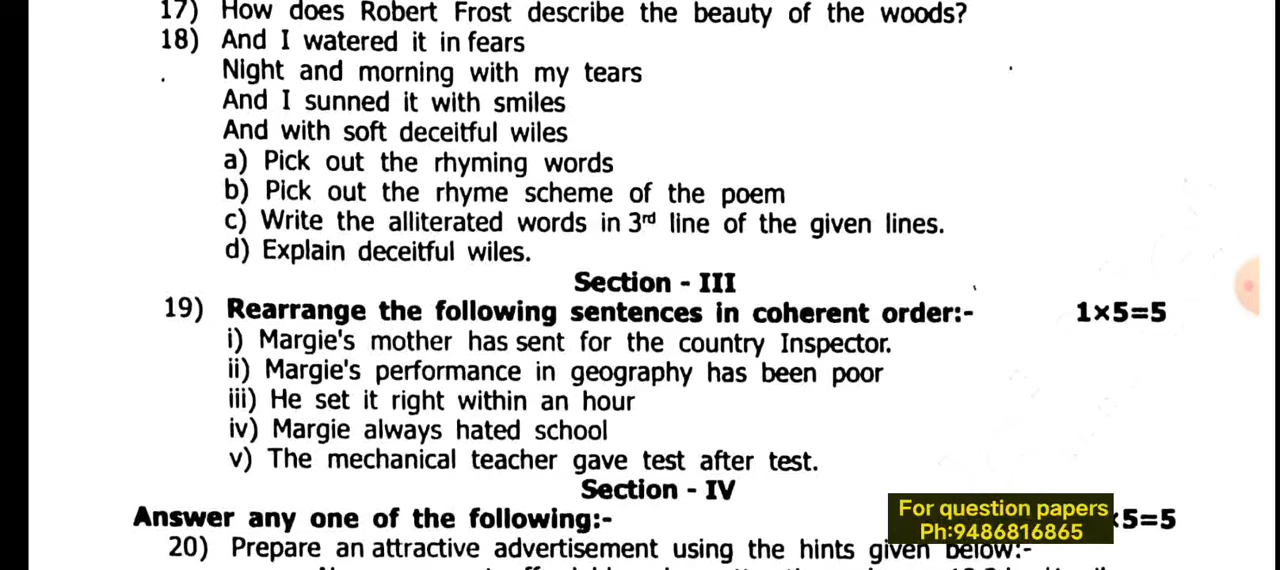 17) How does Robert Frost describe the beauty of the woods?
18) And I watered it in fears
Night and morning with my tears
And I sunned it with smiles
And with soft deceitful wiles
a) Pick out the rhyming words
b) Pick out the rhyme scheme of the poem
c) Write the alliterated words in 3rd line of the given lines.
d) Explain deceitful wiles.
Section - III
19) Rearrange the following sentences in coherent order:- 1×5=5
i) Margie's mother has sent for the country Inspector.
ii) Margie's performance in geography has been poor
iii) He set it right within an hour
iv) Margie always hated school
v) The mechanical teacher gave test after test.
Section - IV
Answer any one of the following:- ×5=5
For question papers
Ph:9486816865
20) Prepare an attractive advertisement using the hints given below:-